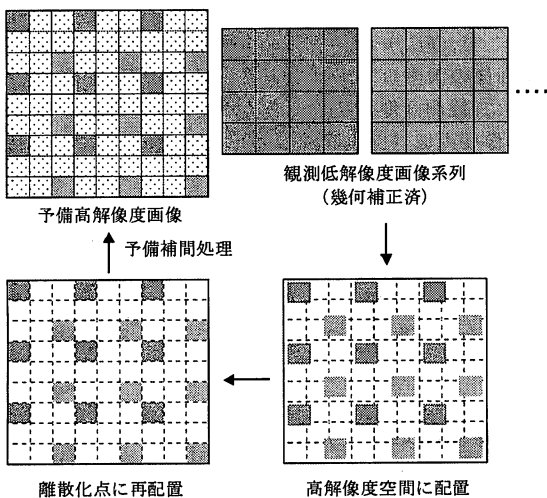 観測低解像度画像系列
(幾何補正済)
予備高解像度画像
予備補間処理
離散化点に再配置
高解像度空間に配置